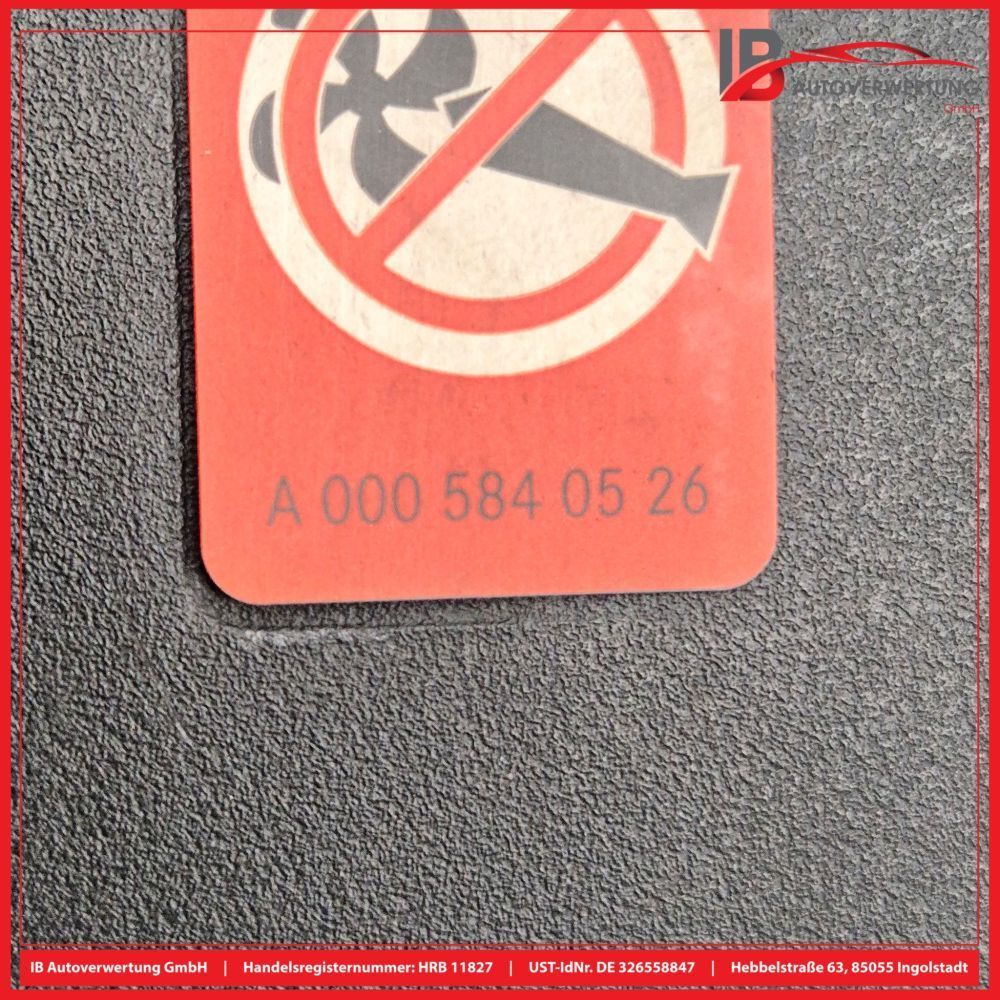 IB
AUTOVERWERTUNG
GmbH
A 000 584 05 26
IB Autoverwertung GmbH | Handelsregisternummer: HRB 11827 | UST-IdNr. DE 326558847 | Hebbelstraße 63, 85055 Ingolstadt